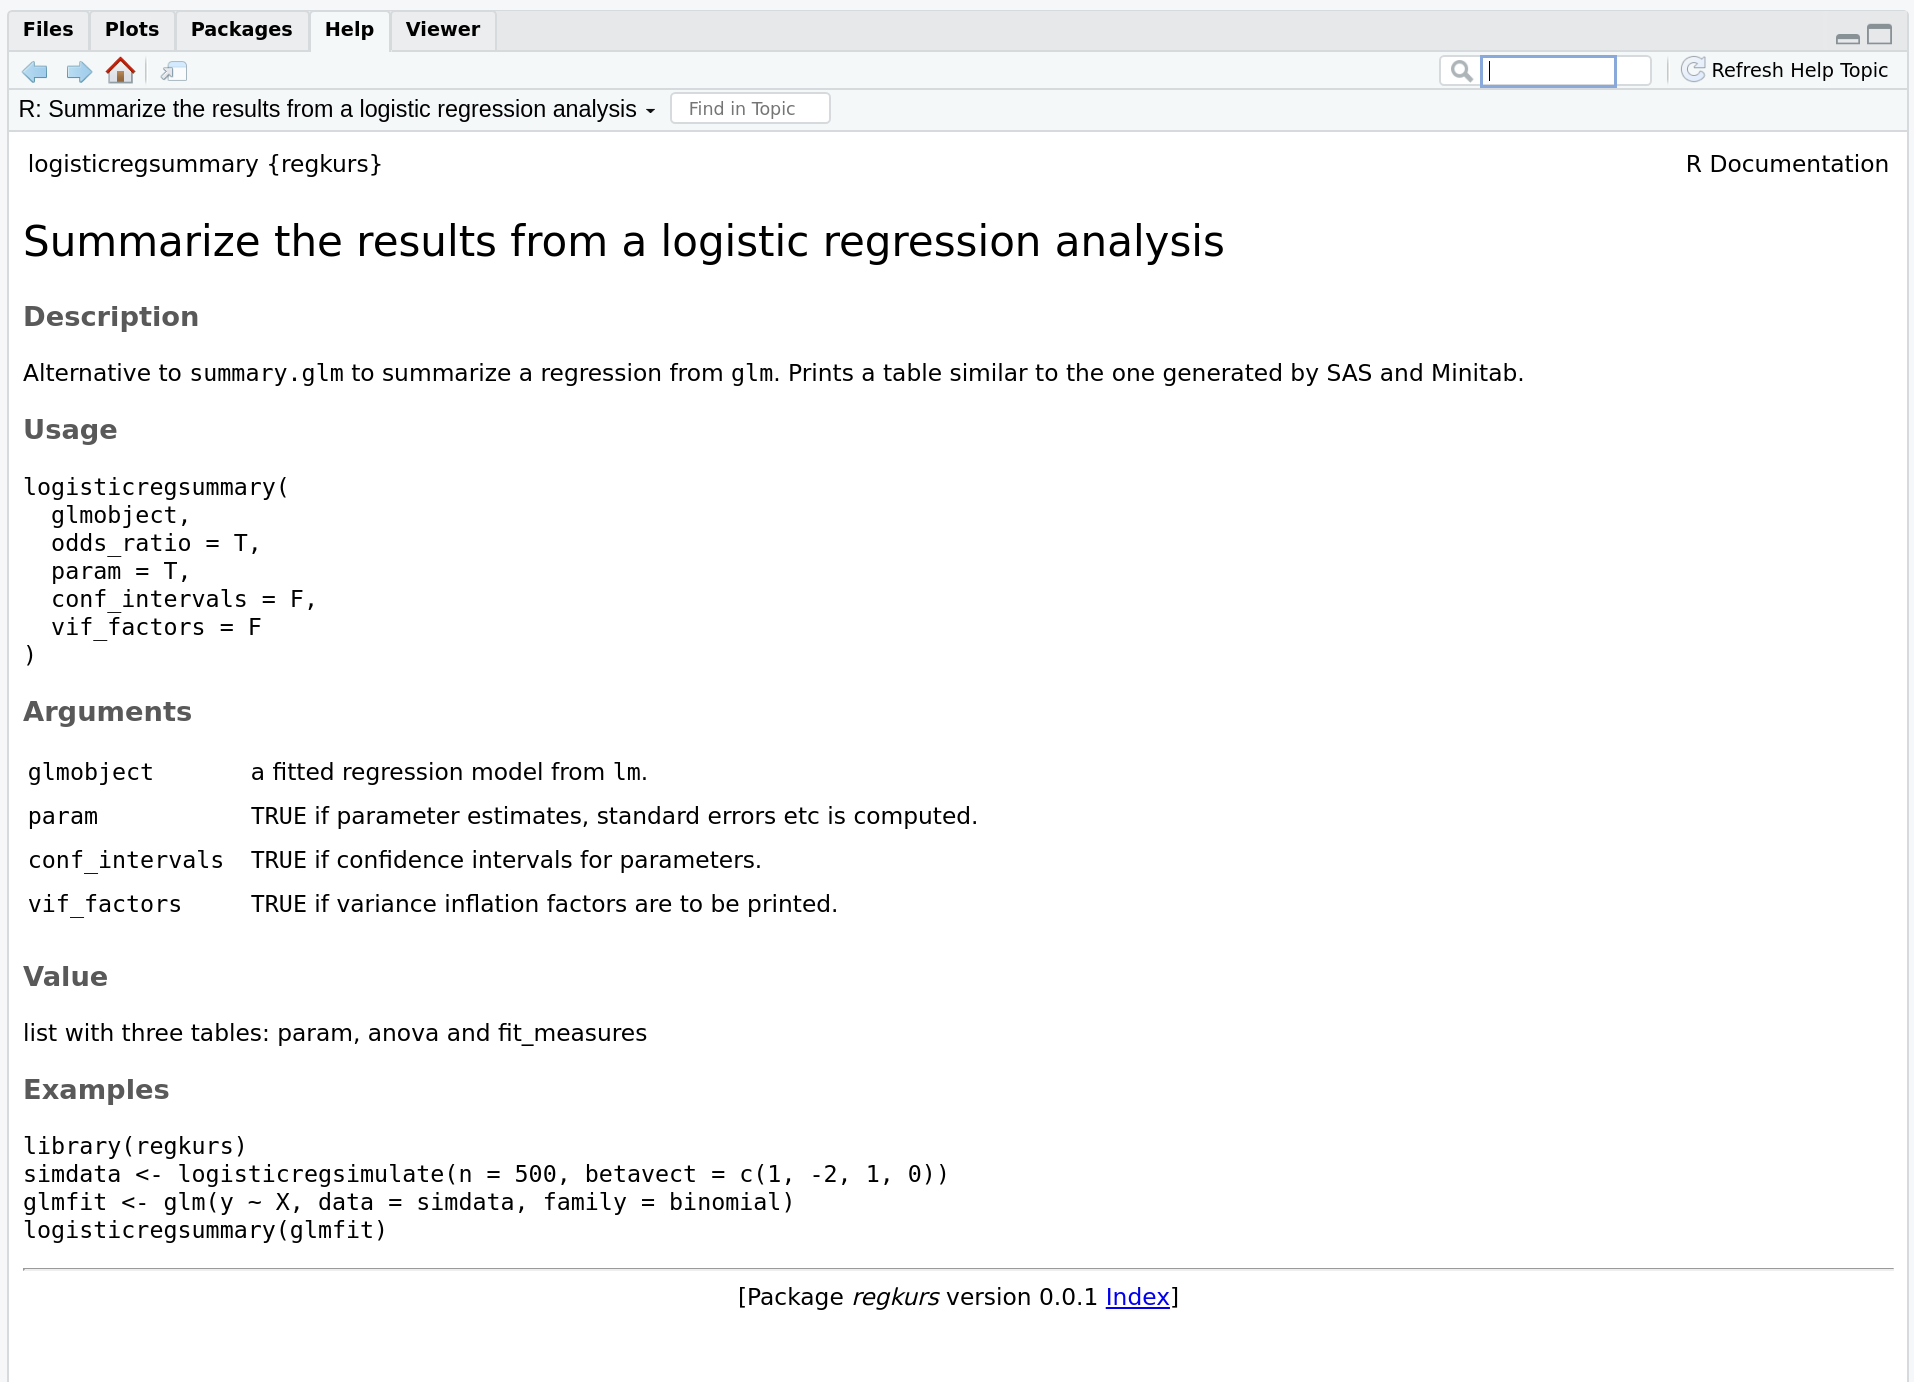 Files Plots Packages Help Viewer
Refresh Help Topic
R: Summarize the results from a logistic regression analysis Find in Topic
logisticregsummary {regkurs} R Documentation
Summarize the results from a logistic regression analysis
Description
Alternative to summary.glm to summarize a regression from glm. Prints a table similar to the one generated by SAS and Minitab.
Usage
logisticregsummary(
  glmobject,
  odds_ratio = T,
  param = T,
  conf_intervals = F,
  vif_factors = F
)
Arguments
glmobject a fitted regression model from lm.
param TRUE if parameter estimates, standard errors etc is computed.
conf_intervals TRUE if confidence intervals for parameters.
vif_factors TRUE if variance inflation factors are to be printed.
Value
list with three tables: param, anova and fit_measures
Examples
library(regkurs)
simdata <- logisticregsimulate(n = 500, betavect = c(1, -2, 1, 0))
glmfit <- glm(y ~ X, data = simdata, family = binomial)
logisticregsummary(glmfit)
[Package regkurs version 0.0.1 Index]